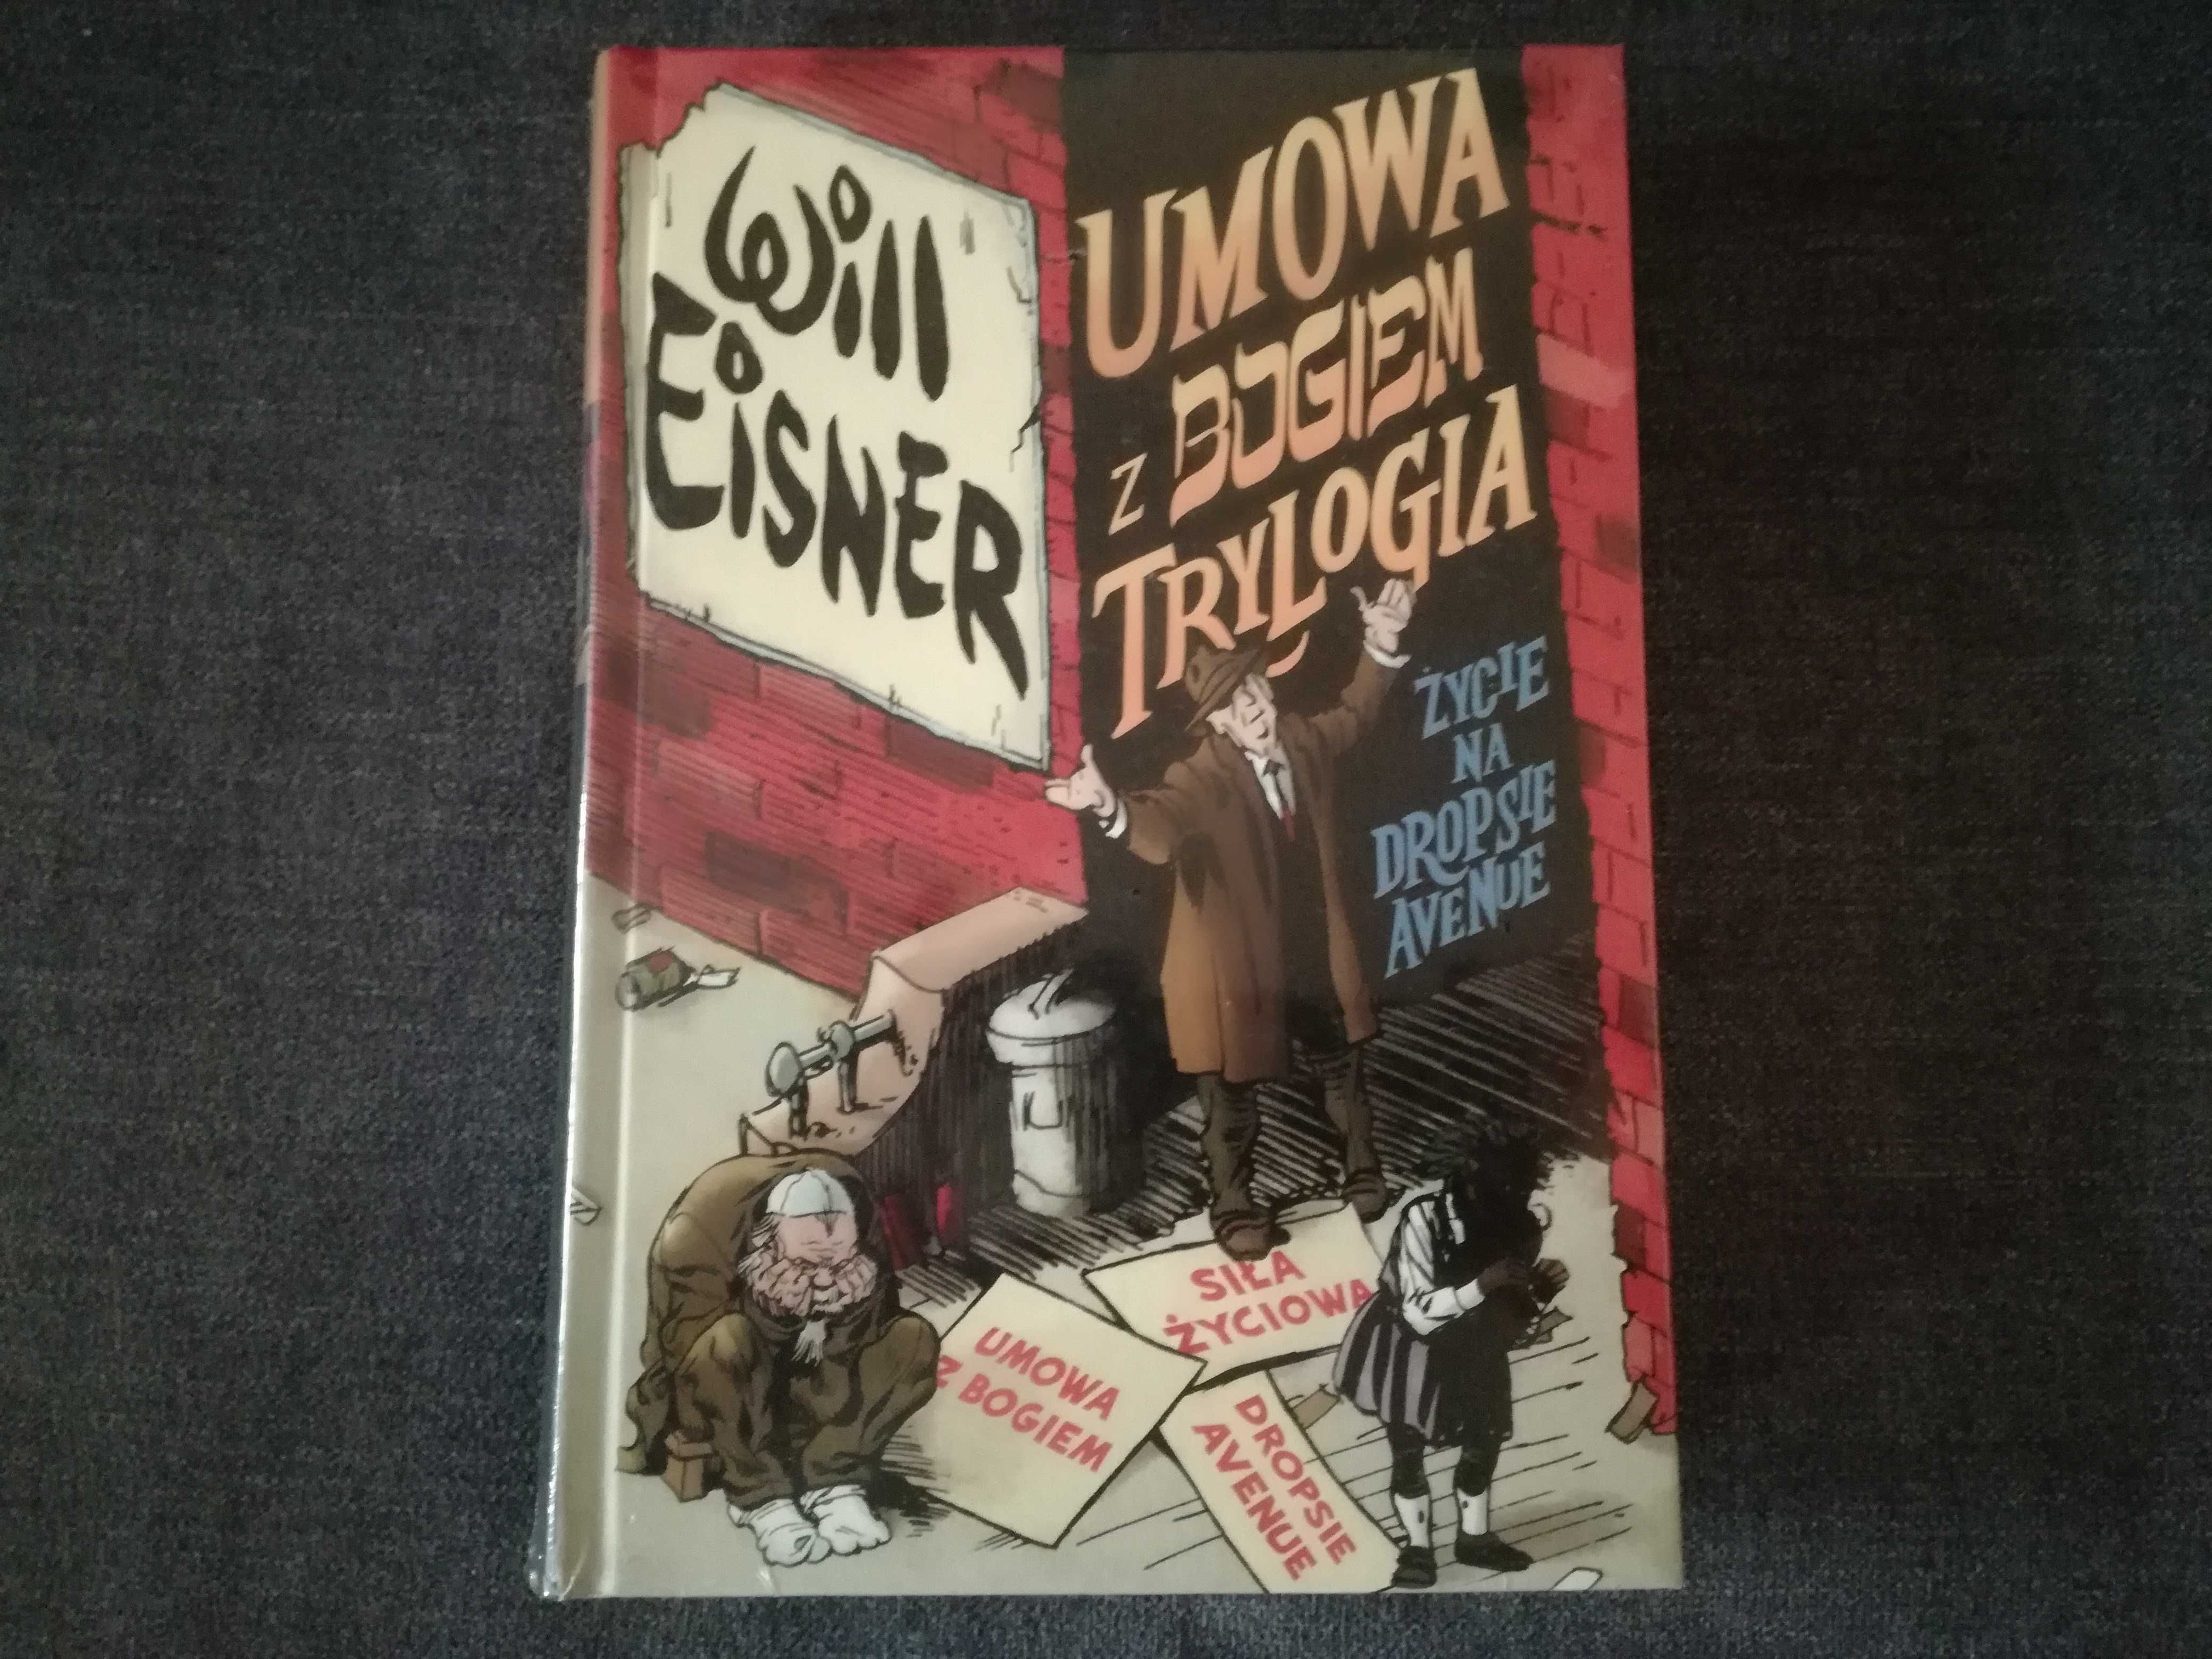 Will
EisNER
UMOWA
Z BOGIEM
TRYLOGIA
ŻYCIE
NA
DROPSIE
AVENUE
SIŁA
ŻYCIOWA
UMOWA
Z BOGIEM
DROPSIE
AVENUE